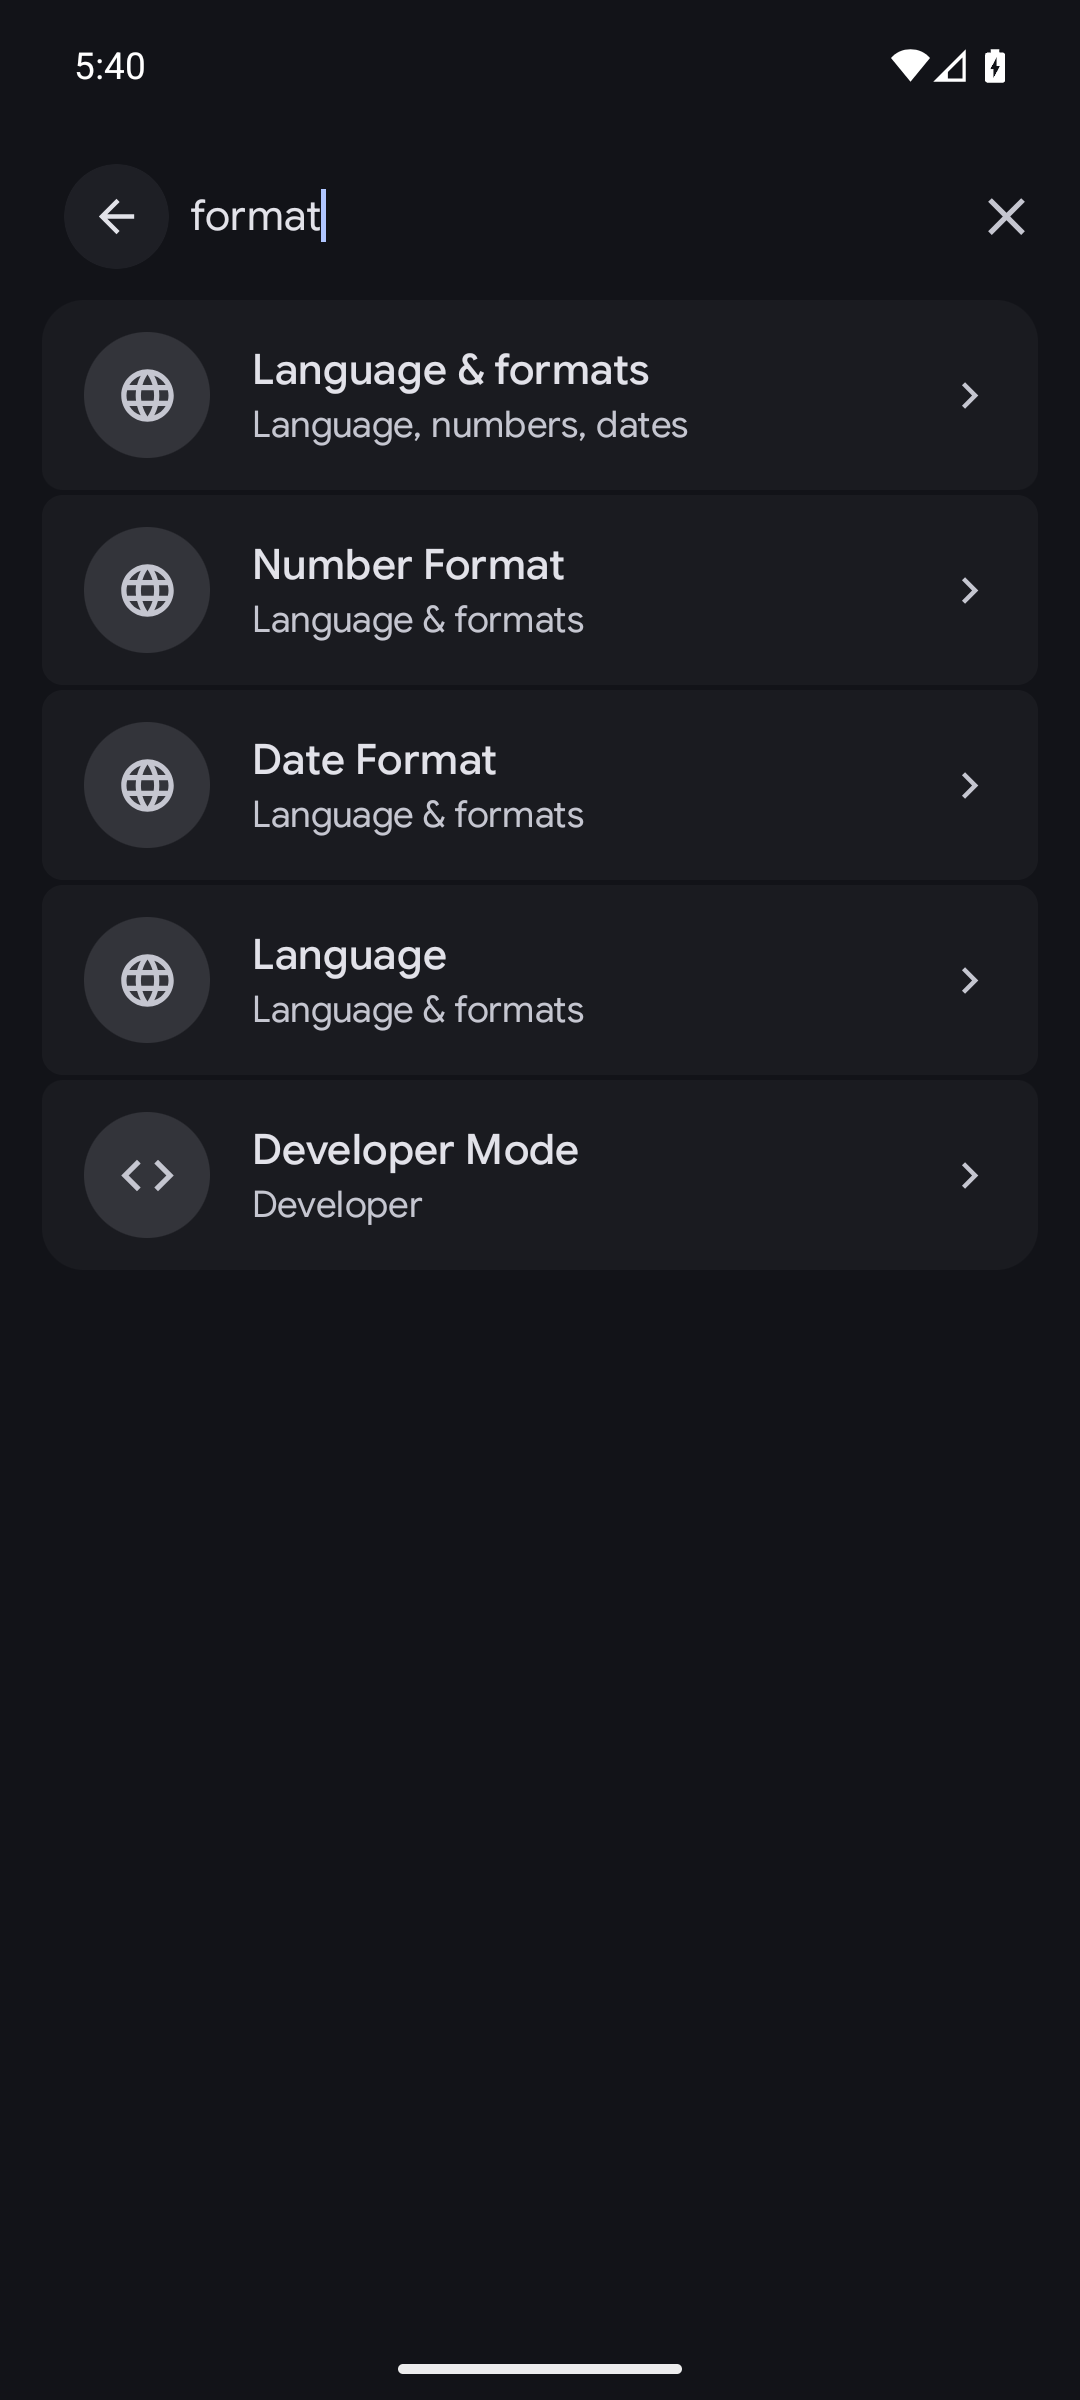 5:40
format
Language & formats
Language, numbers, dates
Number Format
Language & formats
Date Format
Language & formats
Language
Language & formats
Developer Mode
Developer